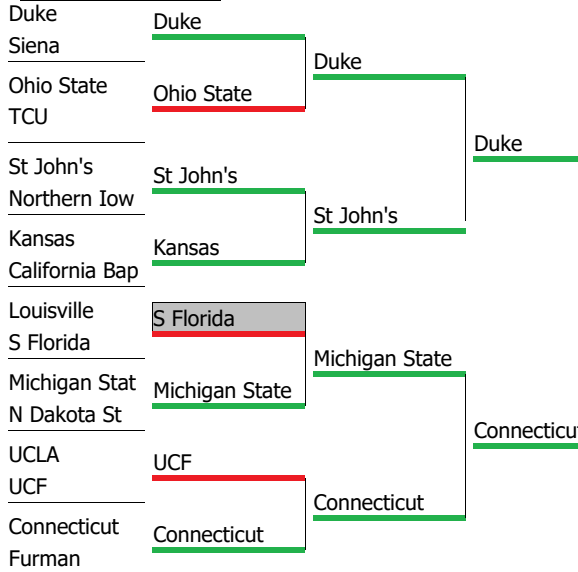 Duke
Siena
Ohio State
TCU
St John's
Northern Iow
Kansas
California Bap
Louisville
S Florida
Michigan Stat
N Dakota St
UCLA
UCF
Connecticut
Furman
Duke
Ohio State
St John's
Kansas
S Florida
Michigan State
UCF
Connecticut
Duke
St John's
Michigan State
Connecticut
Duke
Connecticut